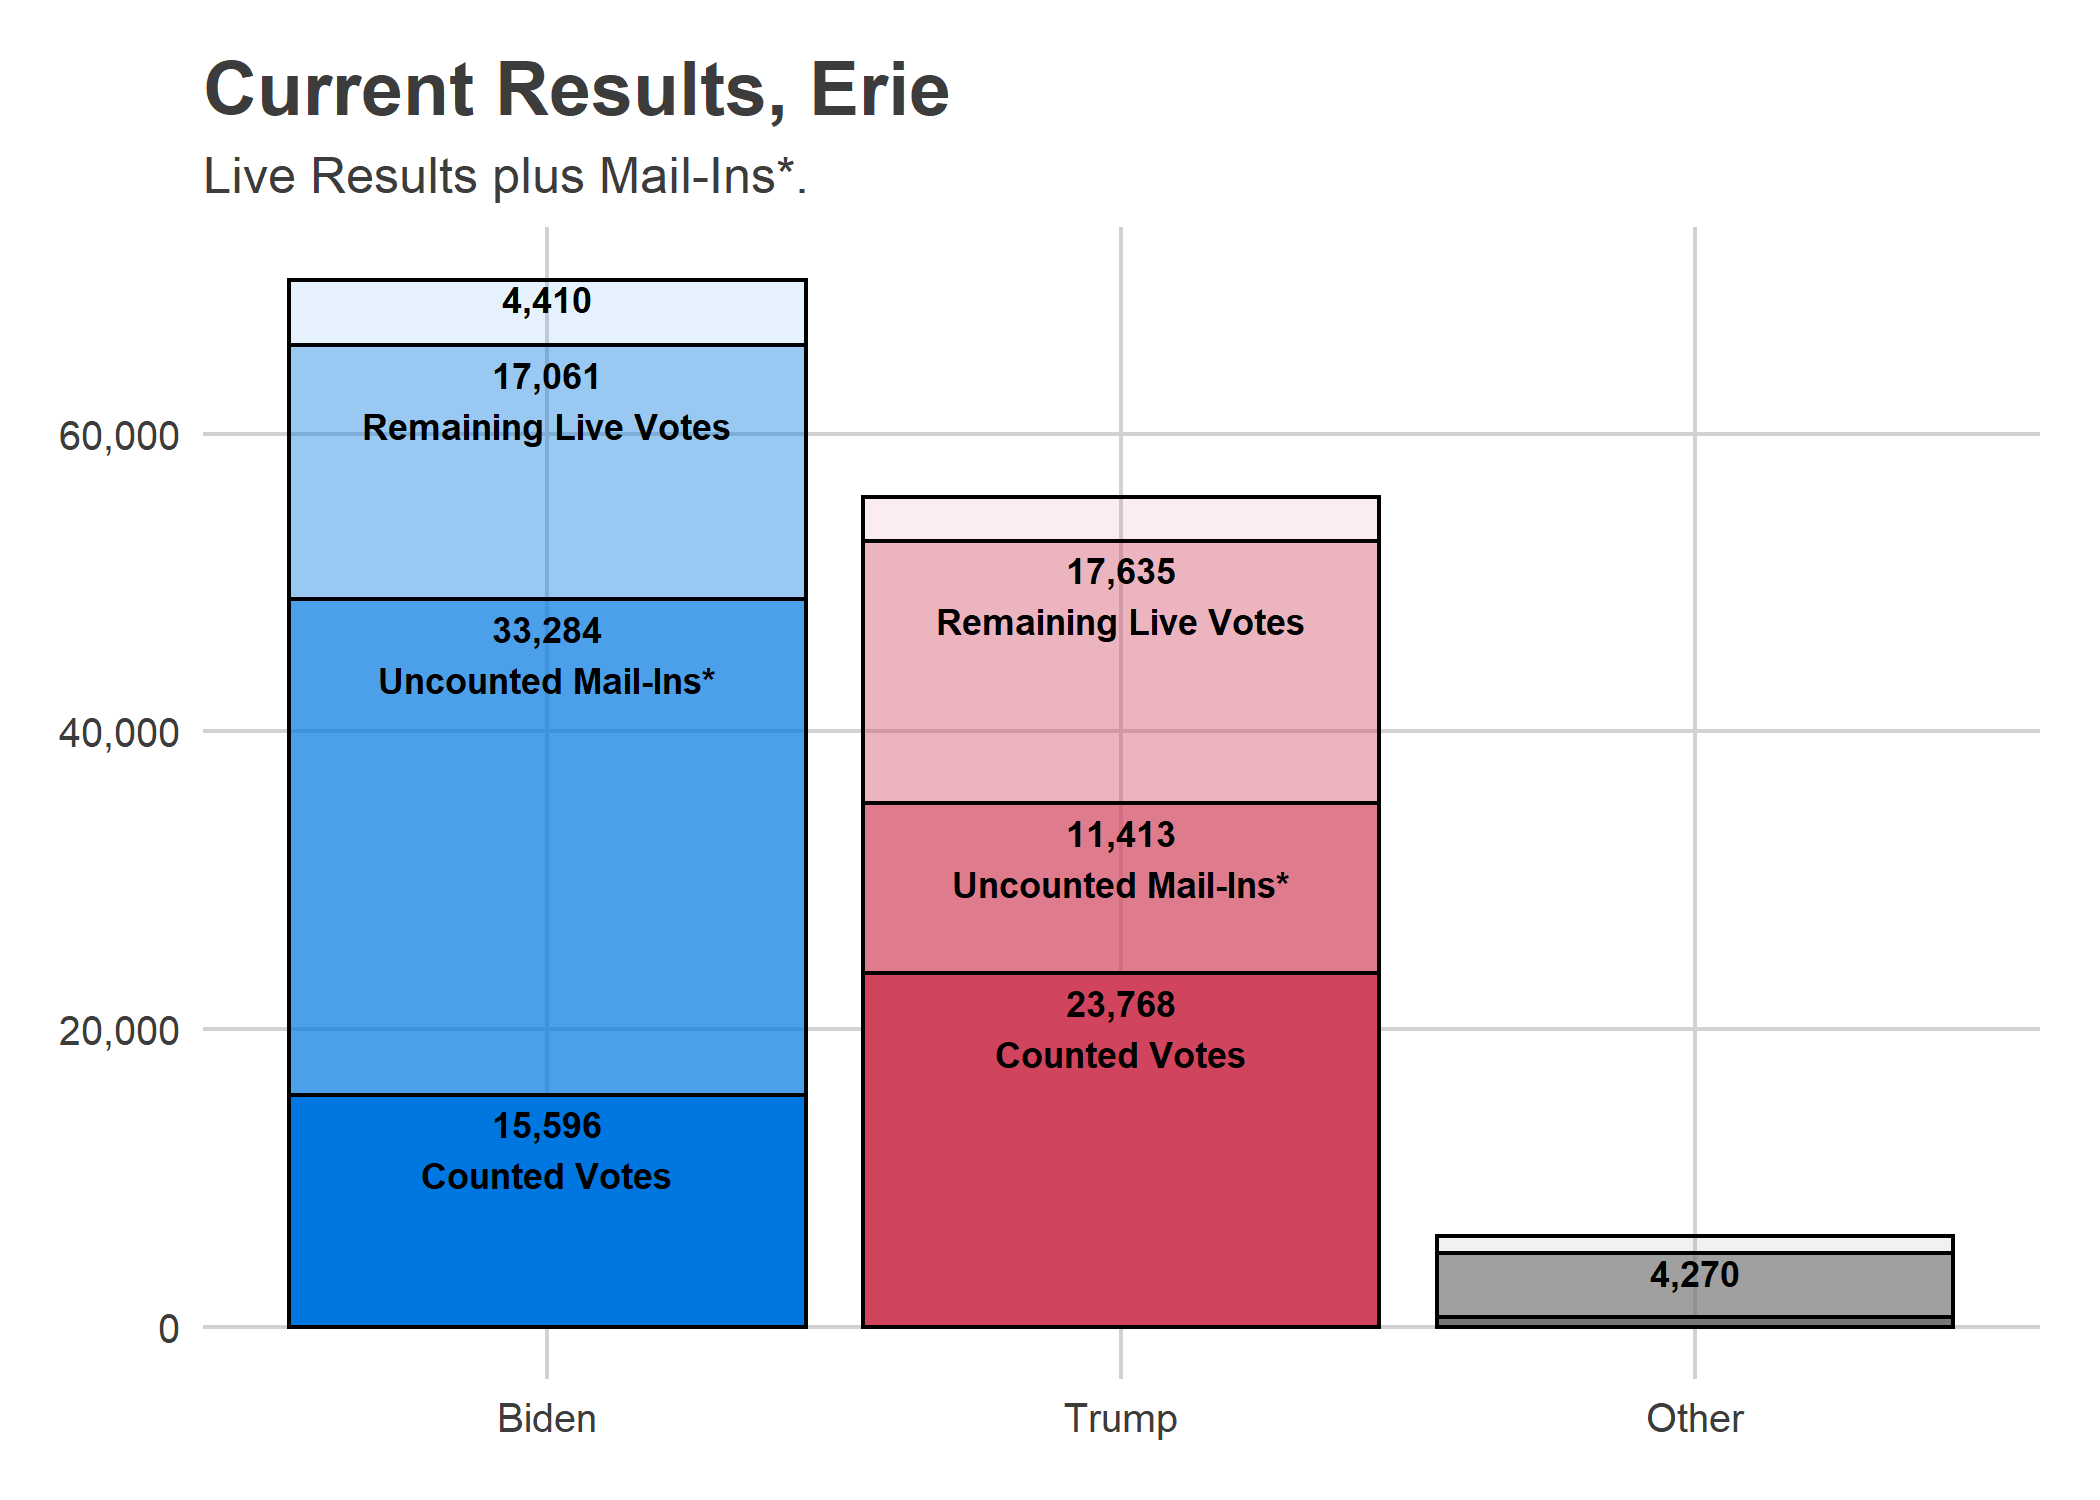 Current Results, Erie
Live Results plus Mail-Ins*.
4,410
17,061
Remaining Live Votes
33,284
Uncounted Mail-Ins*
15,596
Counted Votes
17,635
Remaining Live Votes
11,413
Uncounted Mail-Ins*
23,768
Counted Votes
4,270
60,000
40,000
20,000
0
Biden
Trump
Other